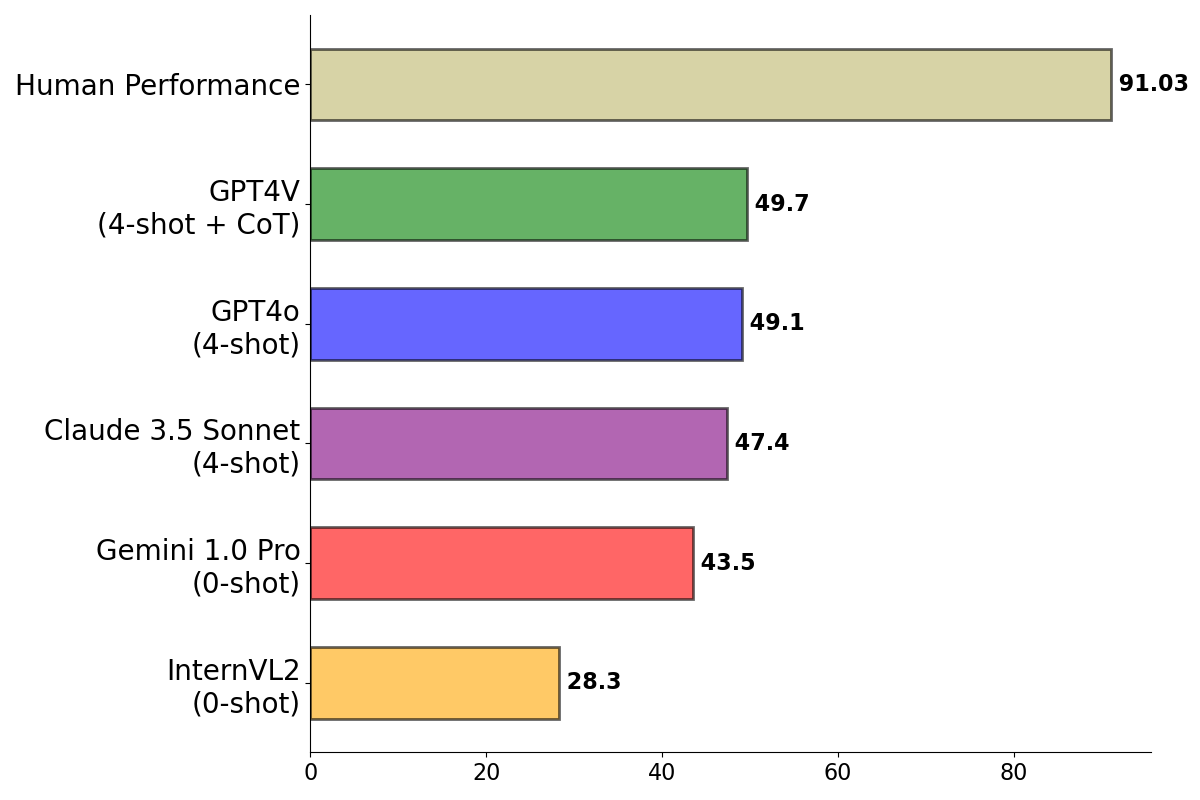 Human Performance
91.03
GPT4V
(4-shot + CoT)
49.7
GPT4o
(4-shot)
49.1
Claude 3.5 Sonnet
(4-shot)
47.4
Gemini 1.0 Pro
(0-shot)
43.5
InternVL2
(0-shot)
28.3
0 20 40 60 80